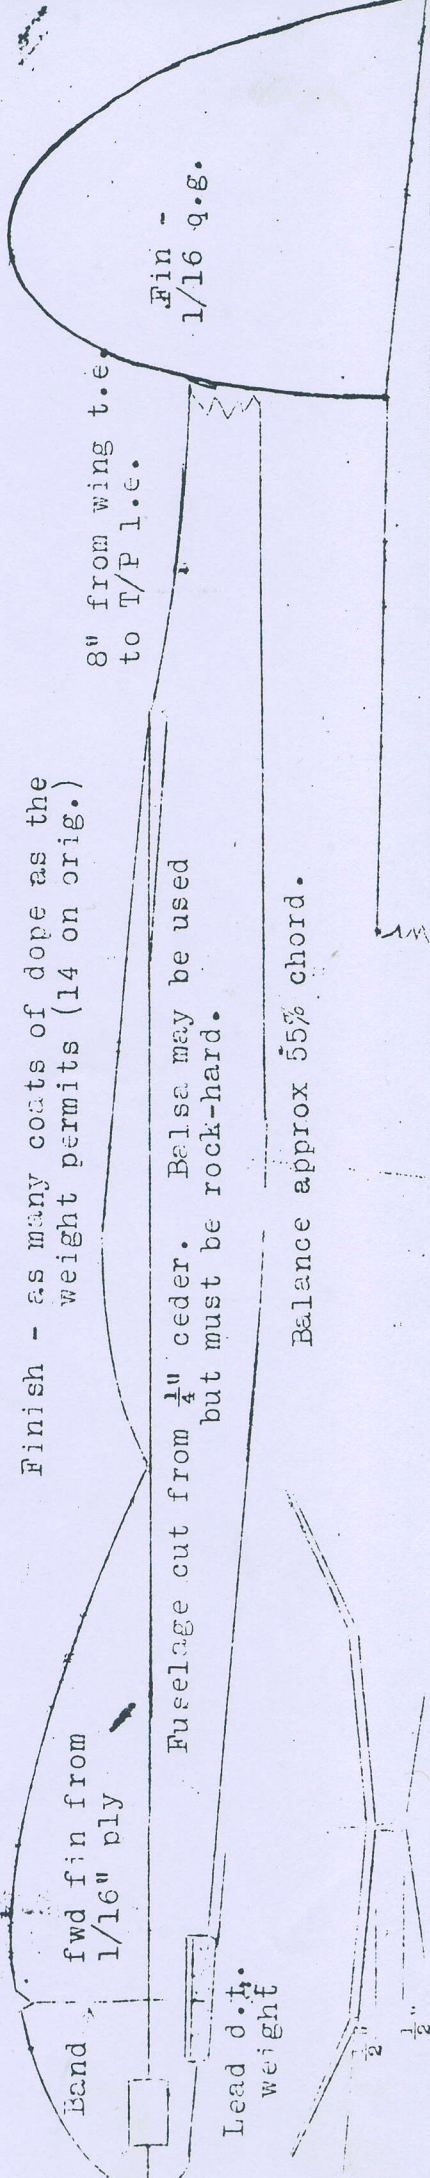 Finish - as many coats of dope as the
weight permits (14 on orig.)
8" from wing t.e.
to T/P l.e.
Fin -
1/16 q.g.
fwd fin from
1/16" ply
Band
Fuselage cut from 1/4" ceder. Balsa may be used
but must be rock-hard.
Lead d.t.
weight
Balance approx 55% chord.
1/2"
1/2"